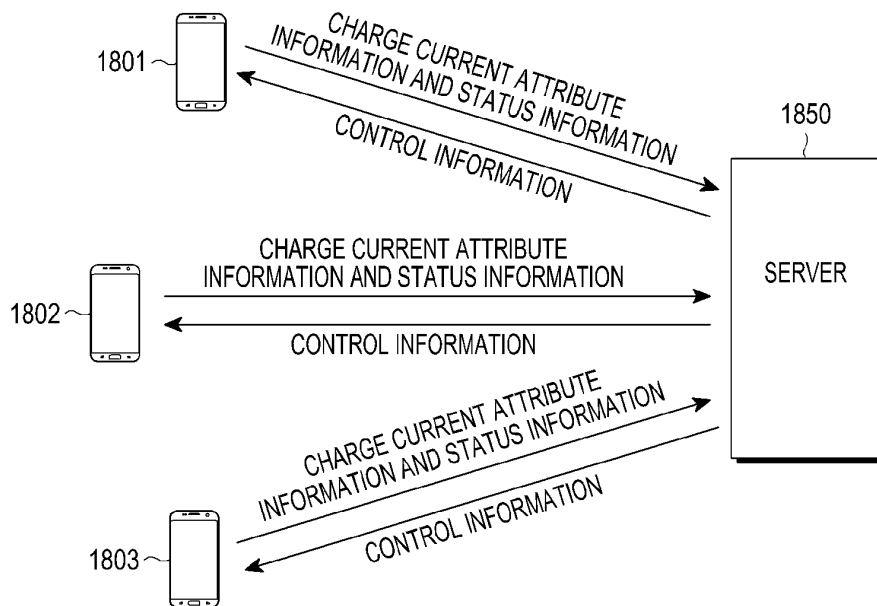 1801
CHARGE CURRENT ATTRIBUTE
INFORMATION AND STATUS INFORMATION
CONTROL INFORMATION
1850
SERVER
1802
CHARGE CURRENT ATTRIBUTE
INFORMATION AND STATUS INFORMATION
CONTROL INFORMATION
1803
CHARGE CURRENT ATTRIBUTE
INFORMATION AND STATUS INFORMATION
CONTROL INFORMATION